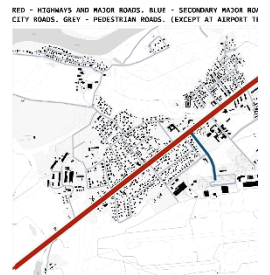 RED - HIGHWAYS AND MAJOR ROADS. BLUE - SECONDARY MAJOR ROA
CITY ROADS. GREY - PEDESTRIAN ROADS. (EXCEPT AT AIRPORT TE